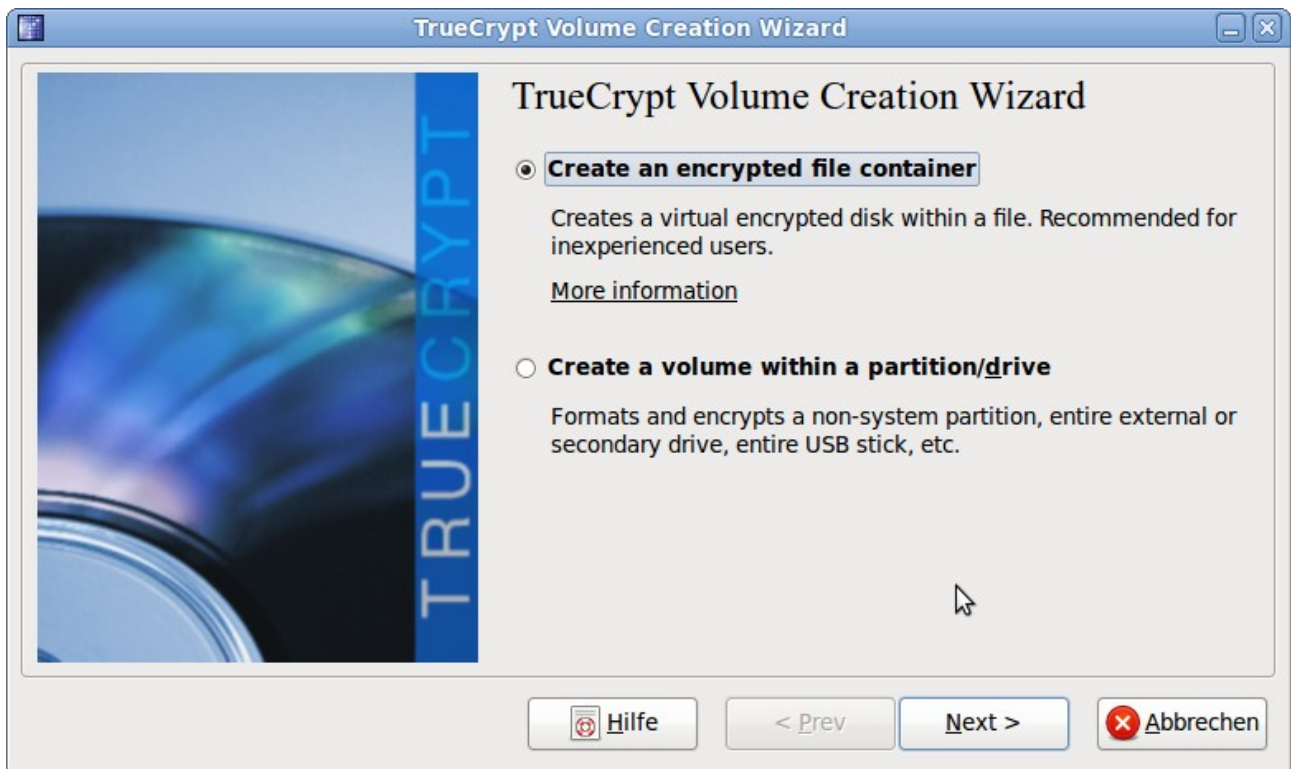 TrueCrypt Volume Creation Wizard
TRUECRYPT
TrueCrypt Volume Creation Wizard
Create an encrypted file container
Creates a virtual encrypted disk within a file. Recommended for
inexperienced users.
More information
Create a volume within a partition/drive
Formats and encrypts a non-system partition, entire external or
secondary drive, entire USB stick, etc.
Hilfe
< Prev
Next >
Abbrechen